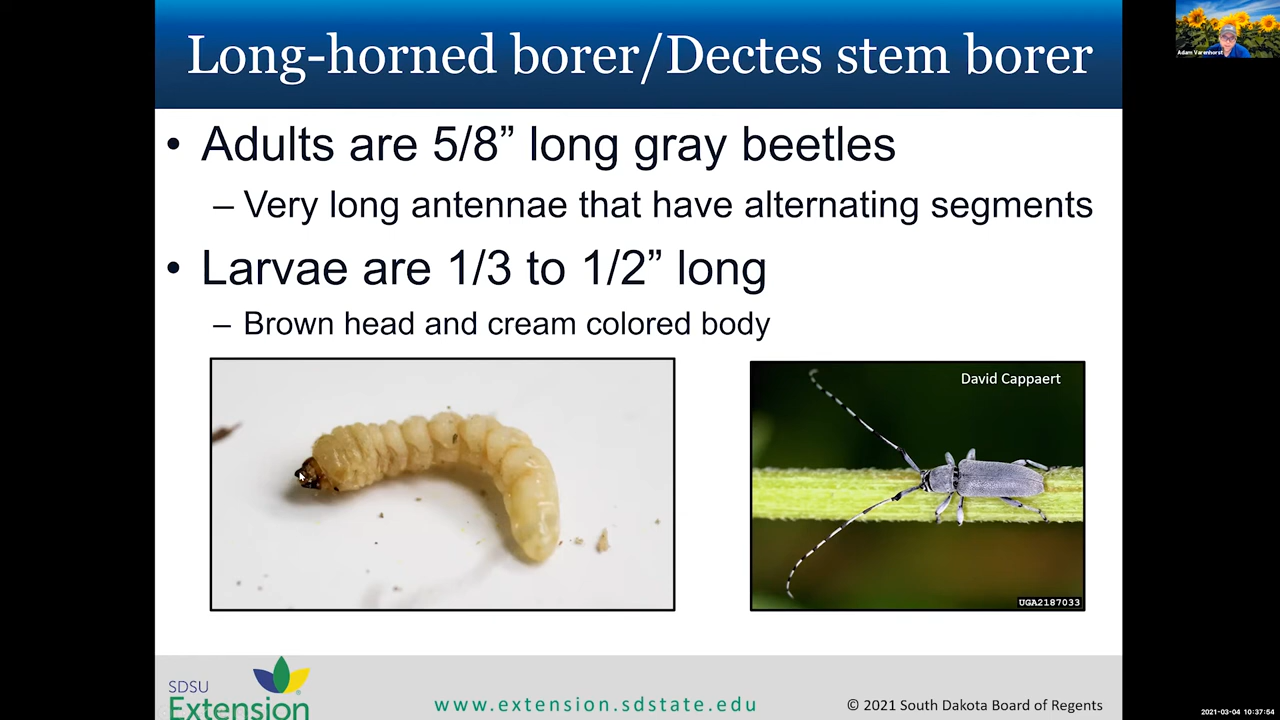 Long-horned borer/Dectes stem borer
Adam Varenhorst
• Adults are 5/8” long gray beetles
– Very long antennae that have alternating segments
• Larvae are 1/3 to 1/2” long
– Brown head and cream colored body
David Cappaert
UGA2187033
SDSU
Extension
www.extension.sdstate.edu
© 2021 South Dakota Board of Regents
2021-03-04 10:37:54